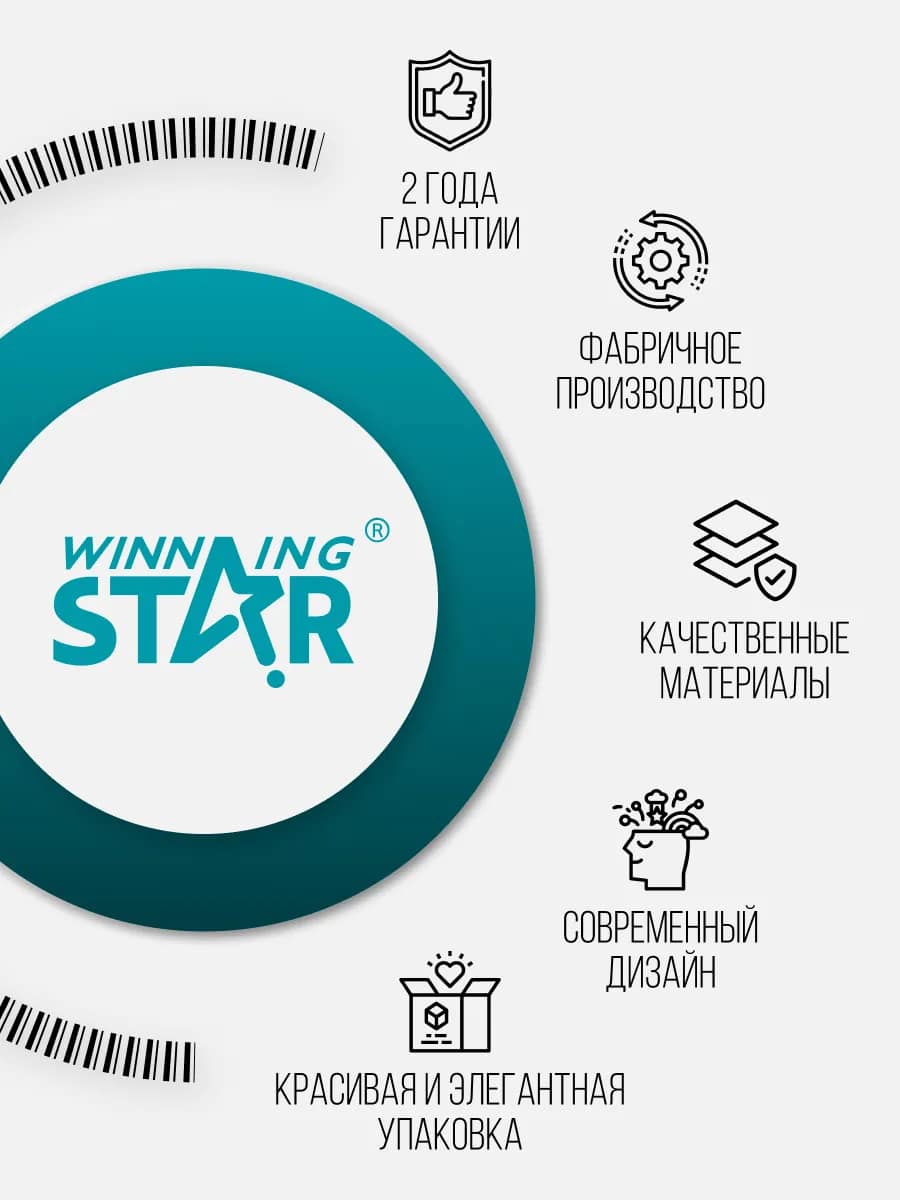 2 ГОДА
ГАРАНТИИ
ФАБРИЧНОЕ
ПРОИЗВОДСТВО
WINNING ®
STAR
КАЧЕСТВЕННЫЕ
МАТЕРИАЛЫ
СОВРЕМЕННЫЙ
ДИЗАЙН
КРАСИВАЯ И ЭЛЕГАНТНАЯ
УПАКОВКА